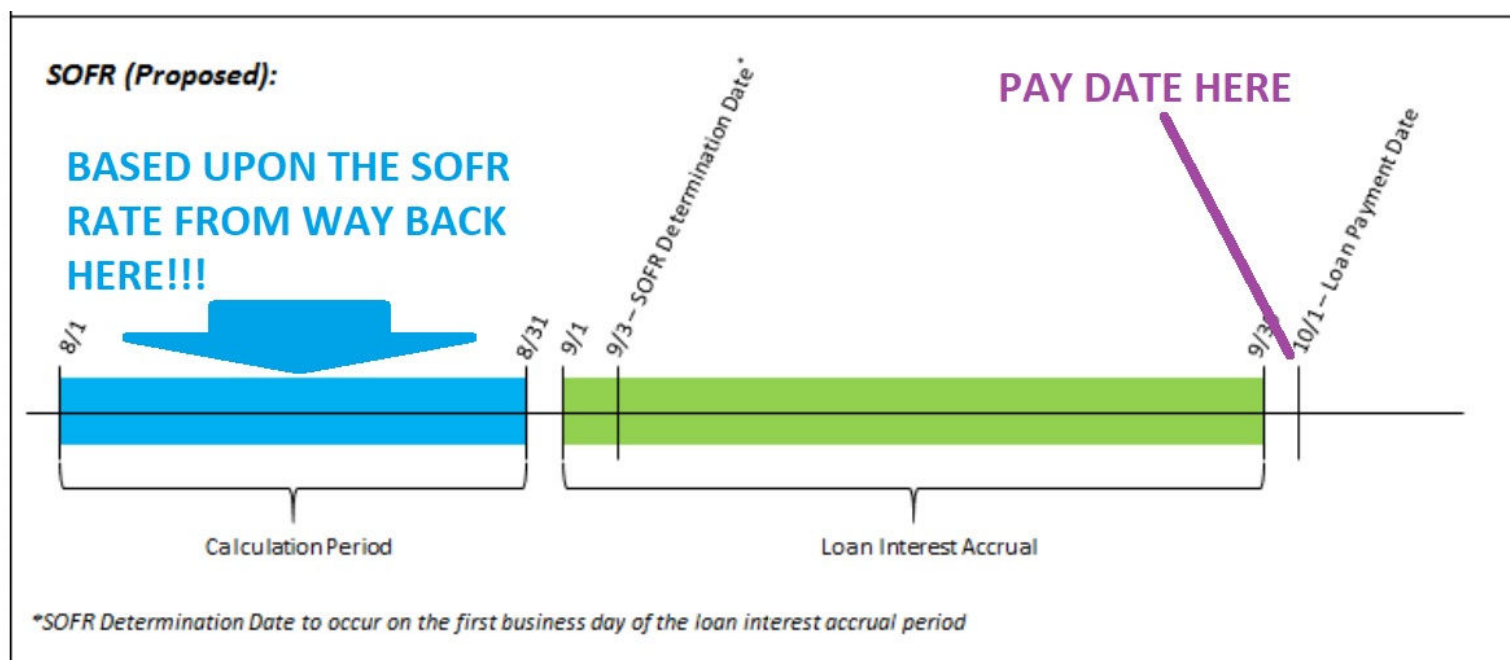 SOFR (Proposed):
PAY DATE HERE
BASED UPON THE SOFR
RATE FROM WAY BACK
HERE!!!
8/1
8/31
9/1
9/3 – SOFR Determination Date*
10/1 – Loan Payment Date
Calculation Period
Loan Interest Accrual
*SOFR Determination Date to occur on the first business day of the loan interest accrual period